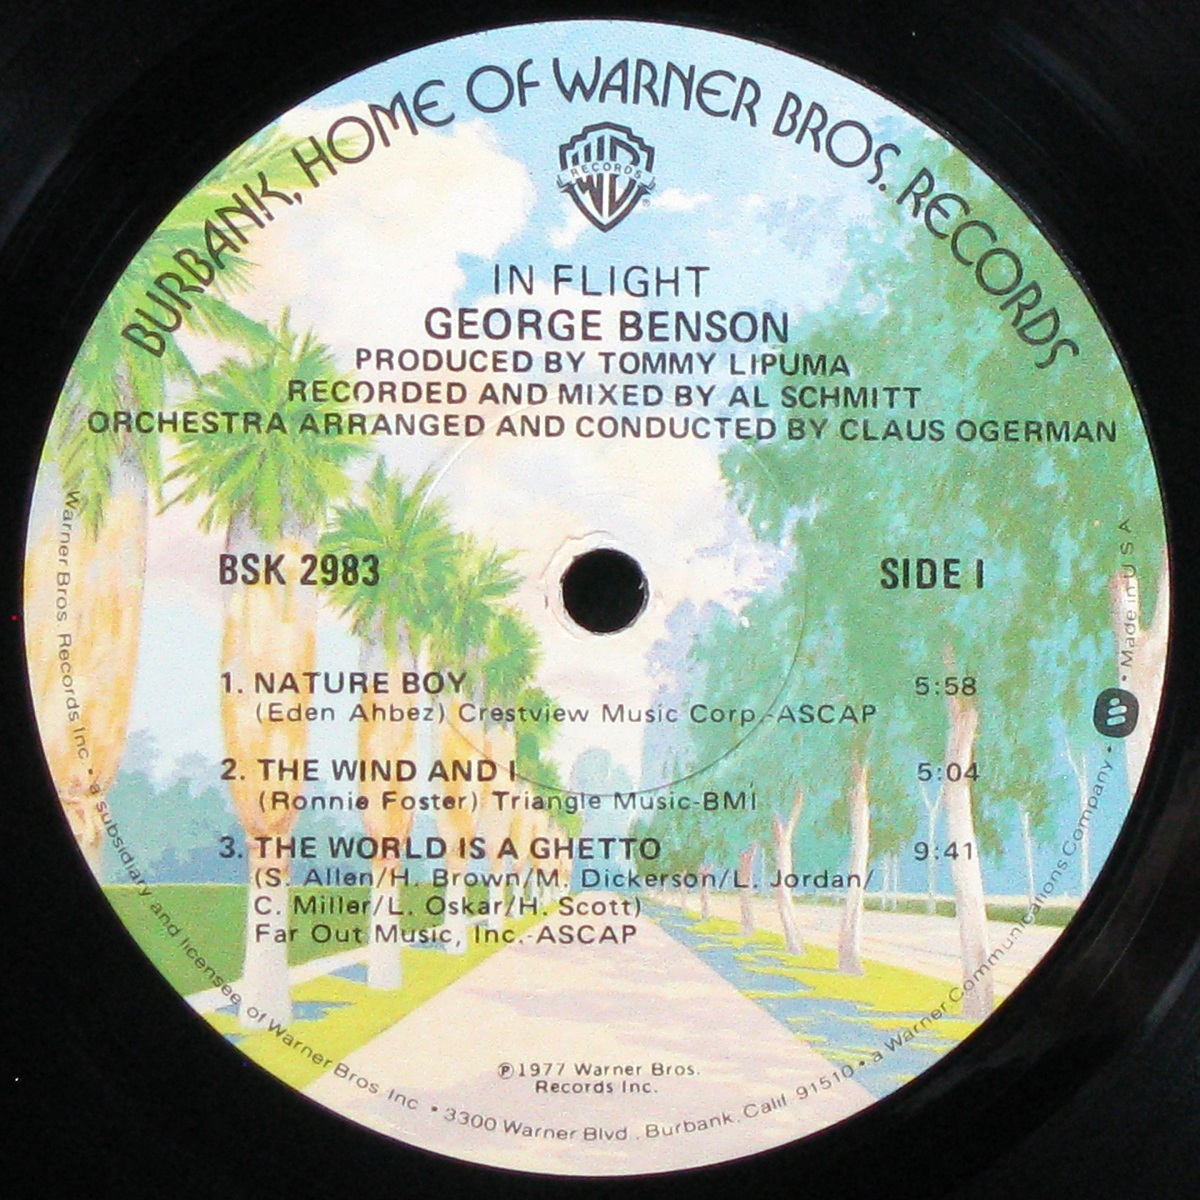 BURBANK, HOME OF WARNER BROS. RECORDS
WB
RECORDS
®
IN FLIGHT
GEORGE BENSON
PRODUCED BY TOMMY LIPUMA
RECORDED AND MIXED BY AL SCHMITT
ORCHESTRA ARRANGED AND CONDUCTED BY CLAUS OGERMAN
BSK 2983
SIDE I
1. NATURE BOY 5:58
(Eden Ahbez) Crestview Music Corp.-ASCAP
2. THE WIND AND I 5:04
(Ronnie Foster) Triangle Music-BMI
3. THE WORLD IS A GHETTO 9:41
(S. Allen/H. Brown/M. Dickerson/L. Jordan/
C. Miller/L. Oskar/H. Scott)
Far Out Music, Inc.-ASCAP
℗1977 Warner Bros.
Records Inc.
Warner Bros. Records Inc. • a subsidiary and licensee of Warner Bros. Inc • 3300 Warner Blvd., Burbank, Calif. 91510 • a Warner Communications Company • Made in U S A